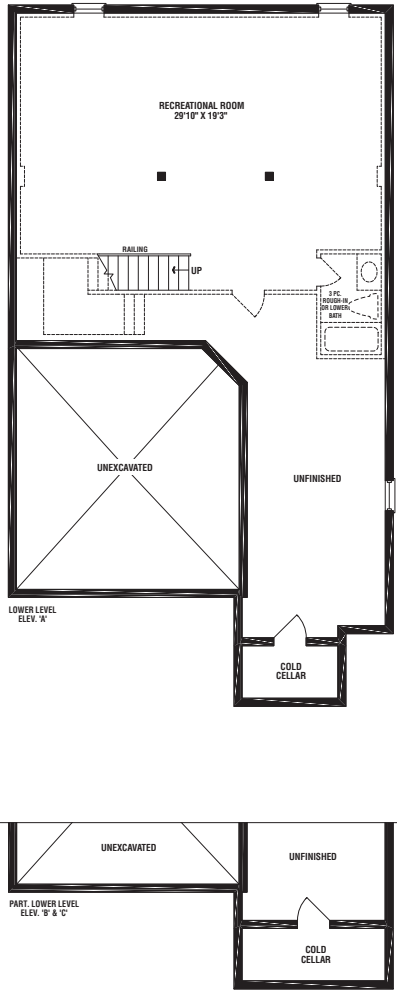 RECREATIONAL ROOM
29'10" X 19'3"
RAILING
UP
3 PC.
ROUGH-IN
OR LOWER
BATH
UNEXCAVATED
UNFINISHED
LOWER LEVEL
ELEV. 'A'
COLD
CELLAR
UNEXCAVATED
UNFINISHED
PART. LOWER LEVEL
ELEV. 'B' & 'C'
COLD
CELLAR